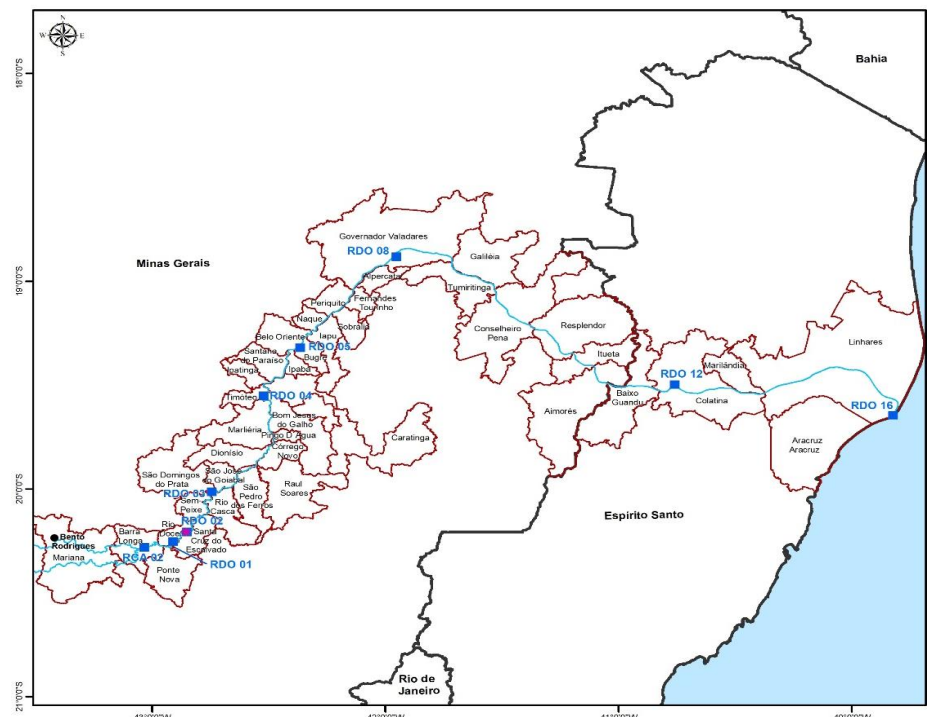 N
W E
S
Bahia
18°0'0"S
Governador Valadares
RDO 08
Galiléia
Minas Gerais
Alpercata
19°0'0"S
Tumiritinga
Periquito
Fernandes
Tourinho
Naque
Sobrália
Conselheiro
Pena
Resplendor
Belo Oriente
Iapu
RDO 05
Linhares
Santana
do Paraíso
Bugre
Itueta
Marilândia
Ipatinga
Ipaba
RDO 12
Baixo
Guandu
Colatina
Timóteo
RDO 04
RDO 16
Aimorés
Bom Jesus
do Galho
Marliéria
Pingo D Água
Caratinga
Aracruz
Aracruz
Córrego
Novo
Dionísio
São José
do Goiabal
São Domingos
do Prata
São
Pedro
dos Ferros
Raul
Soares
20°0'0"S
RDO 03
Sem
Peixe
Rio
Casca
Espírito Santo
RDO 02
Rio
Doce
Santa
Cruz do
Escalvado
Bento
Rodrigues
Barra
Longa
Mariana
RCA 02
RDO 01
Ponte
Nova
Rio de
Janeiro
21°0'0"S